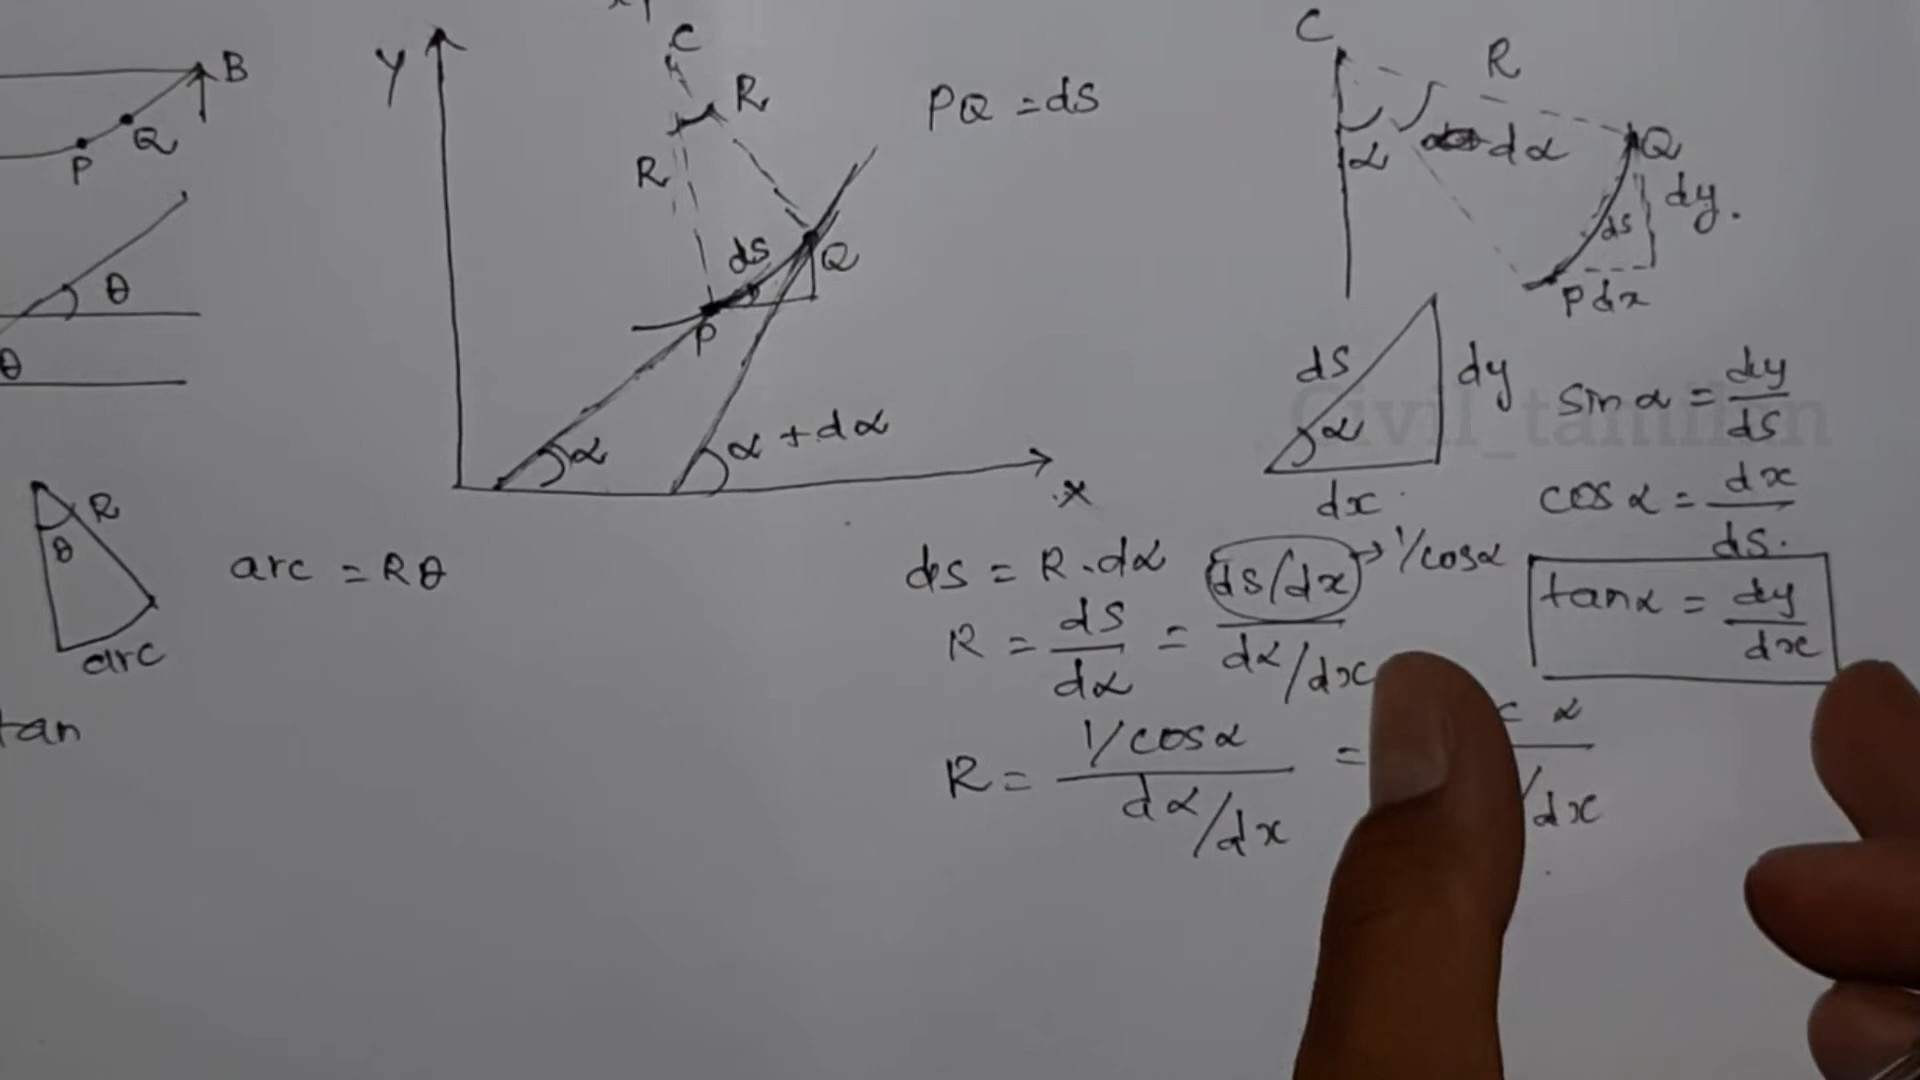 B
Q
P
θ
θ
R
θ
arc
arc = Rθ
tan
Y
C
R
R
PQ = ds
ds
Q
P
α
α + dα
x
C
R
α
dα
Q
dy.
ds
P dx
ds
dy
α
dx
sin α = dy/ds
cos α = dx/ds.
tan α = dy/dx
ds = R.dα
R = ds/dα = (ds/dx)/(dα/dx)
→ 1/cos α
R = (1/cos α)/(dα/dx) =
α
/dx
Civil_tamilan